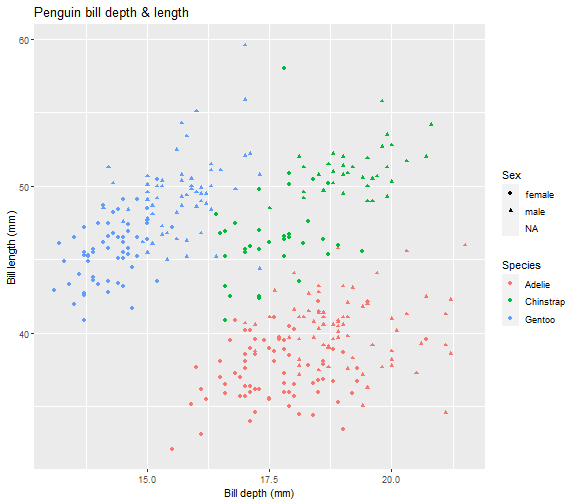 Penguin bill depth & length
60
50
40
Bill length (mm)
15.0
17.5
20.0
Bill depth (mm)
Sex
female
male
NA
Species
Adelie
Chinstrap
Gentoo